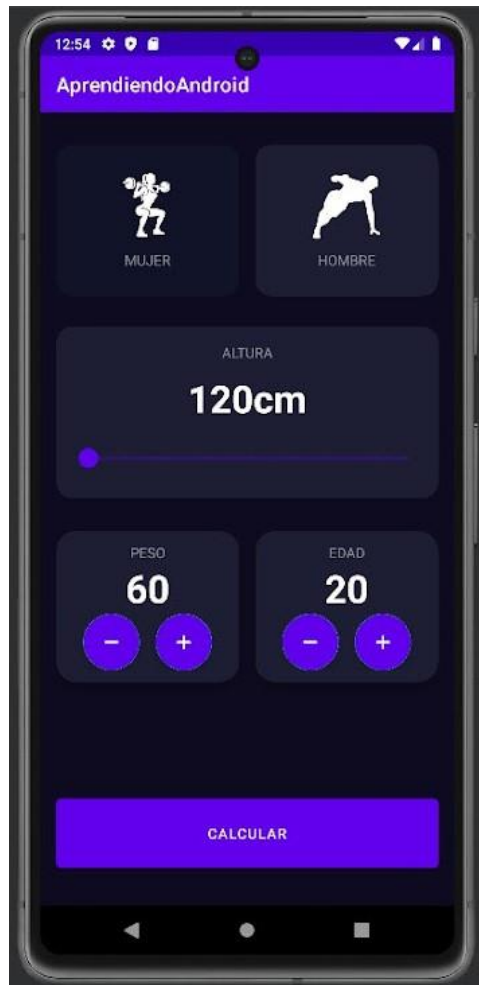 12:54
AprendiendoAndroid
MUJER
HOMBRE
ALTURA
120cm
PESO
EDAD
60
20
- +
- +
CALCULAR